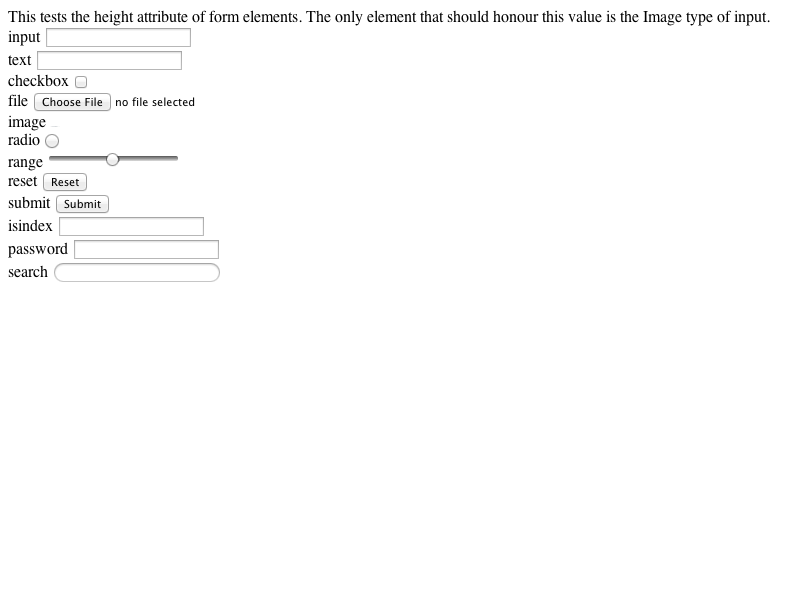 This tests the height attribute of form elements. The only element that should honour this value is the Image type of input.
input
text
checkbox
file Choose File no file selected
image
radio
range
reset Reset
submit Submit
isindex
password
search